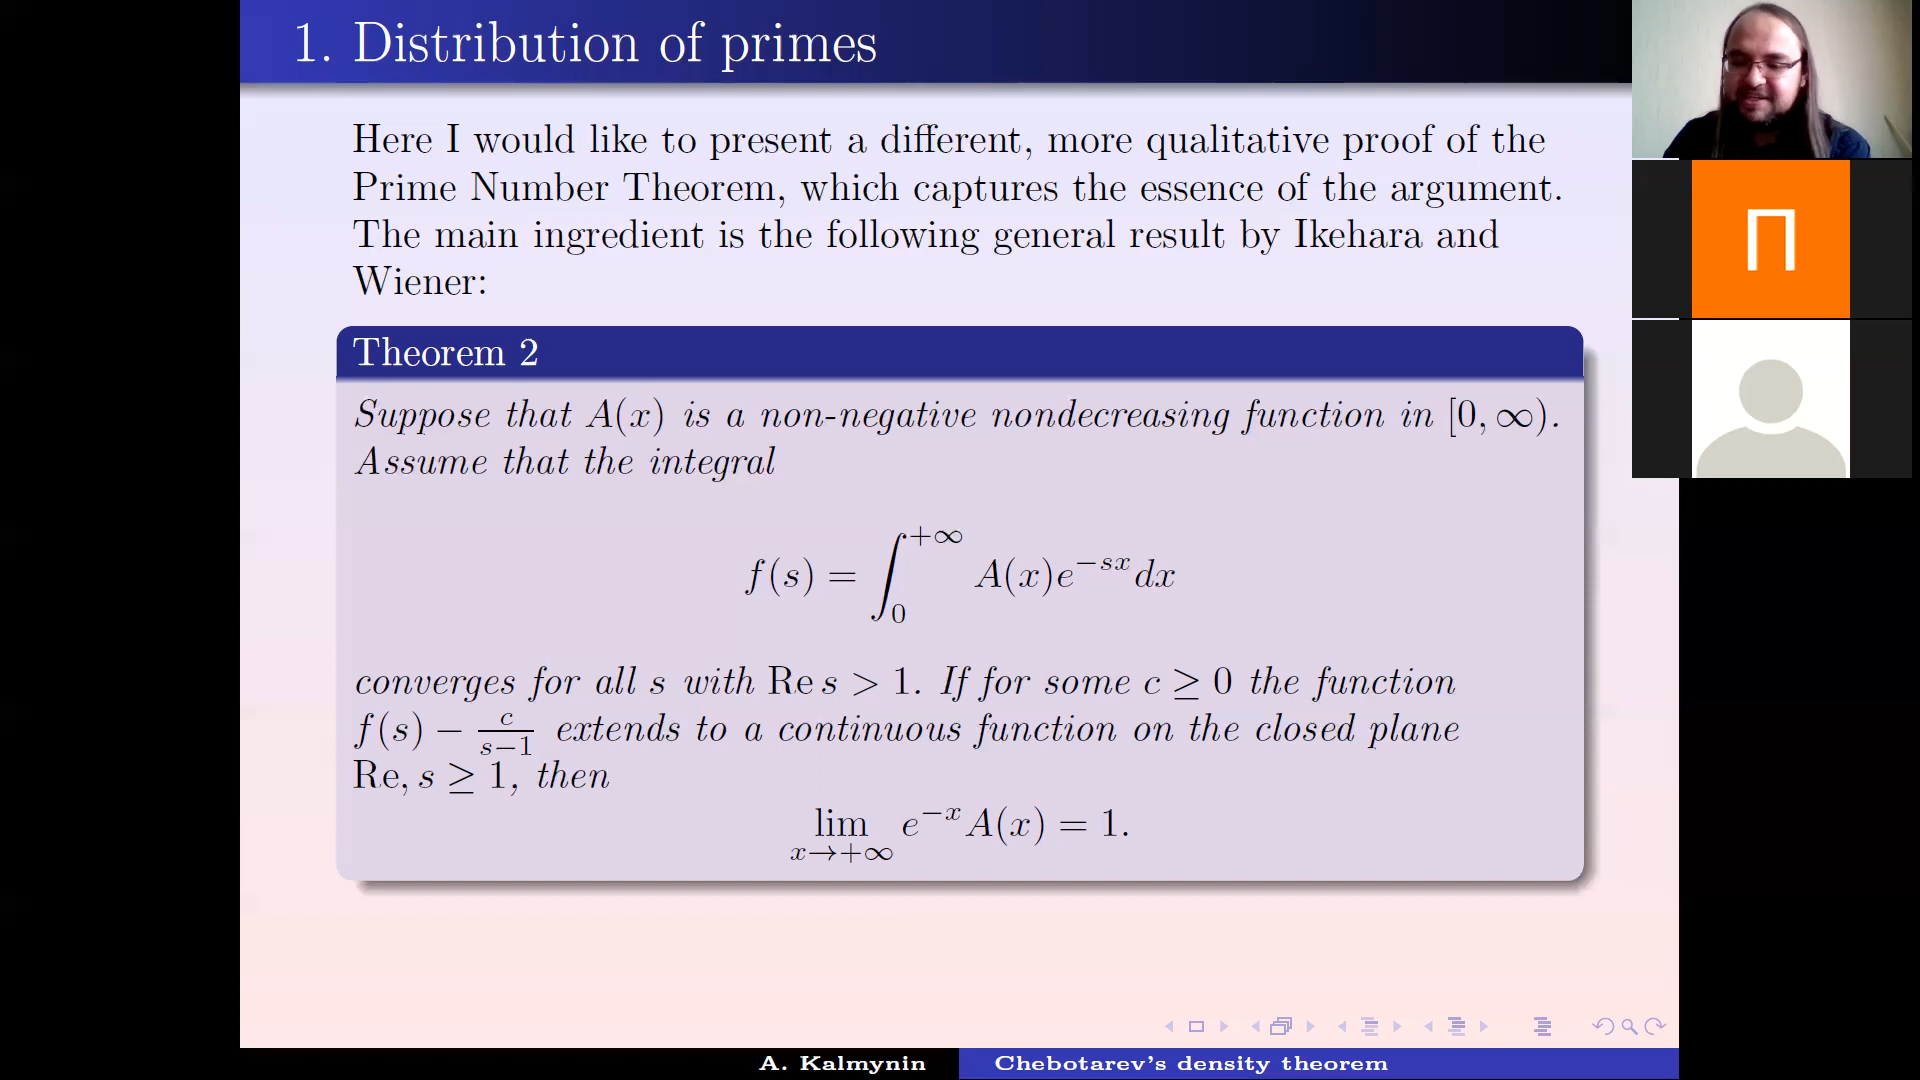 1. Distribution of primes
Here I would like to present a different, more qualitative proof of the
Prime Number Theorem, which captures the essence of the argument.
The main ingredient is the following general result by Ikehara and
Wiener:
Theorem 2
Suppose that A(x) is a non-negative nondecreasing function in [0, ∞).
Assume that the integral
f(s) = ∫_0^{+∞} A(x)e^{−sx}dx
converges for all s with Re s > 1. If for some c ≥ 0 the function
f(s) − \frac{c}{s−1} extends to a continuous function on the closed plane
Re, s ≥ 1, then
lim_{x→+∞} e^{−x}A(x) = 1.
П
A. Kalmynin
Chebotarev's density theorem